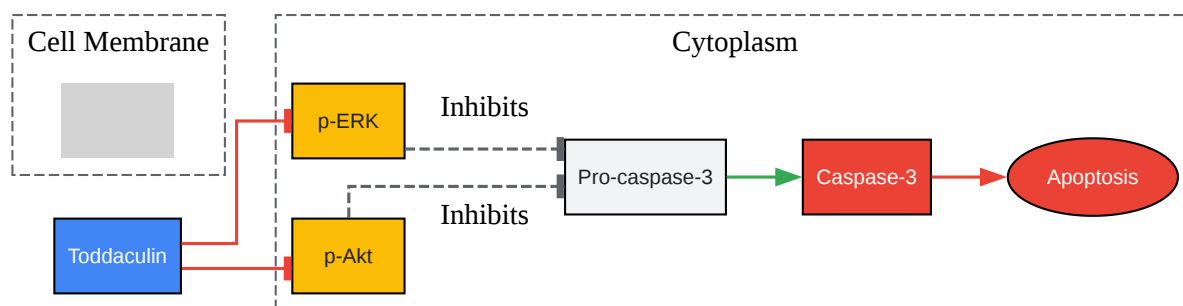 Cell Membrane
Cytoplasm
p-ERK
Inhibits
Pro-caspase-3
Caspase-3
Apoptosis
Inhibits
Toddaculin
p-Akt